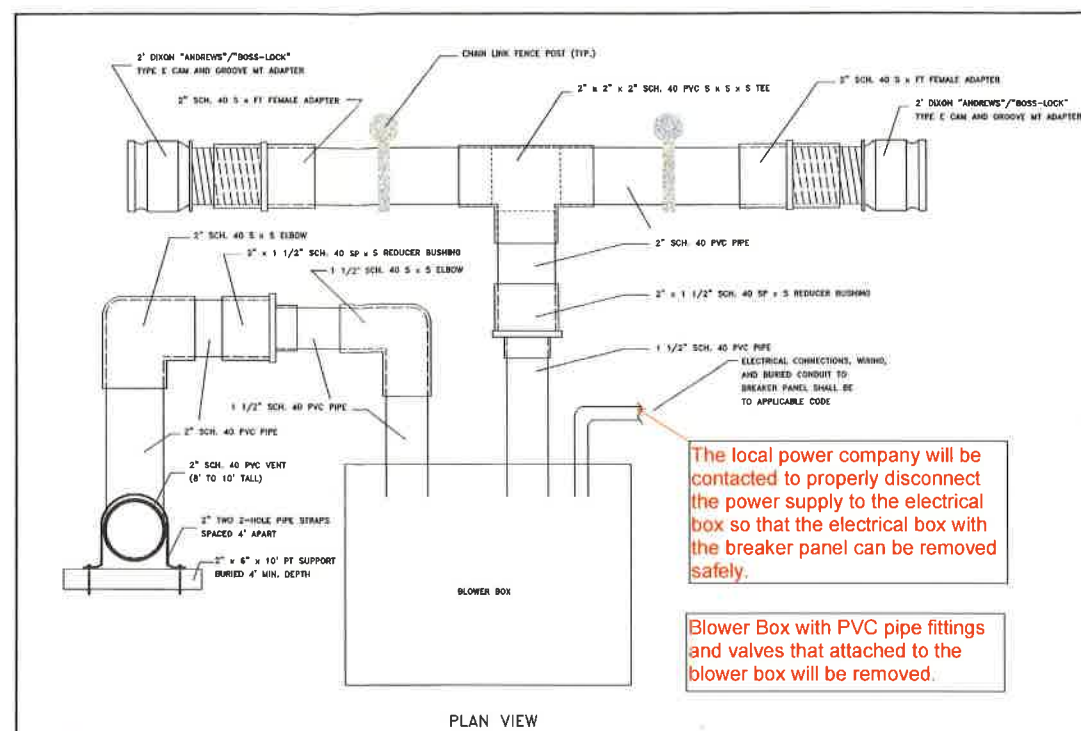 2' DIXON "ANDREWS"/"BOSS-LOCK"
TYPE E CAM AND GROOVE MT ADAPTER
CHAIN LINK FENCE POST (TYP.)
2" SCH. 40 S x FT FEMALE ADAPTER
2" x 2" x 2" SCH. 40 PVC S x S x S TEE
2" SCH. 40 S x FT FEMALE ADAPTER
2' DIXON "ANDREWS"/"BOSS-LOCK"
TYPE E CAM AND GROOVE MT ADAPTER
2" SCH. 40 S x S ELBOW
2" x 1 1/2" SCH. 40 SP x S REDUCER BUSHING
1 1/2" SCH. 40 S x S ELBOW
2" SCH. 40 PVC PIPE
2" x 1 1/2" SCH. 40 SP x S REDUCER BUSHING
1 1/2" SCH. 40 PVC PIPE
ELECTRICAL CONNECTIONS, WIRING,
AND BURIED CONDUIT TO
BREAKER PANEL SHALL BE
TO APPLICABLE CODE
1 1/2" SCH. 40 PVC PIPE
2" SCH. 40 PVC PIPE
2" SCH. 40 PVC VENT
(8' TO 10' TALL)
2" TWO 2-HOLE PIPE STRAPS
SPACED 4' APART
2" x 6" x 10' PT SUPPORT
BURIED 4' MIN. DEPTH
BLOWER BOX
The local power company will be
contacted to properly disconnect
the power supply to the electrical
box so that the electrical box with
the breaker panel can be removed
safely.
Blower Box with PVC pipe fittings
and valves that attached to the
blower box will be removed.
PLAN VIEW